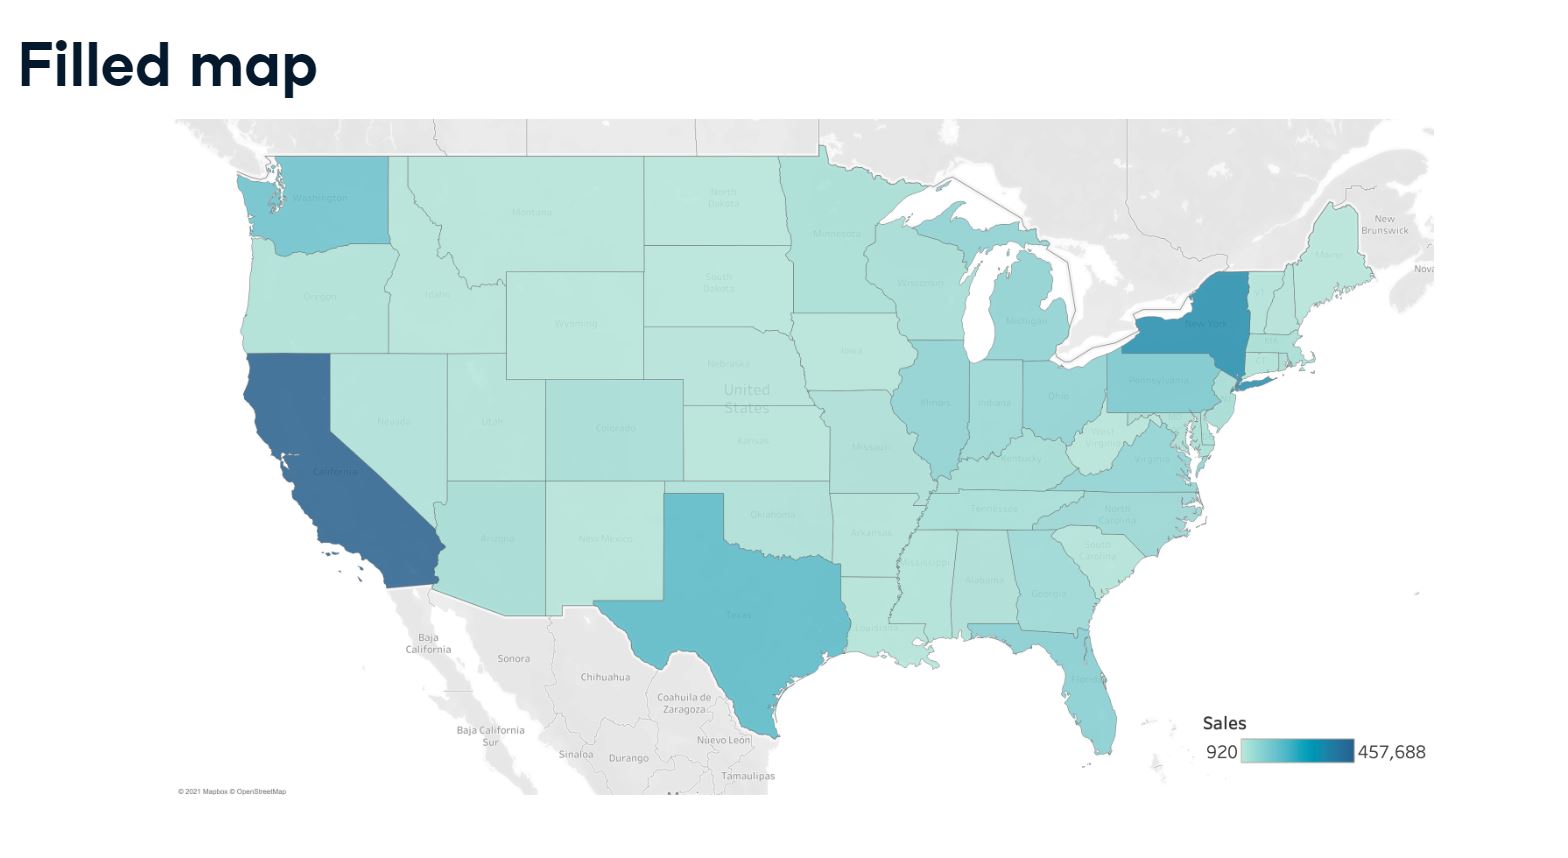 Filled map
Washington
Montana
North
Dakota
Minnesota
Maine
New
Brunswick
Nova
Oregon
Idaho
South
Dakota
Wisconsin
Michigan
New York
VT
MA
CT
Wyoming
Iowa
Nebraska
United
States
Illinois
Indiana
Ohio
Pennsylvania
NJ
MD
Nevada
Utah
Colorado
Kansas
Missouri
West
Virginia
Virginia
Kentucky
California
Arizona
New Mexico
Oklahoma
Arkansas
Tennessee
North
Carolina
South
Carolina
Mississippi
Alabama
Georgia
Texas
Louisiana
Florida
Baja
California
Sonora
Chihuahua
Coahuila de
Zaragoza
Baja California
Sur
Sinaloa
Durango
Nuevo León
Tamaulipas
Sales
920
457,688
© 2021 Mapbox © OpenStreetMap